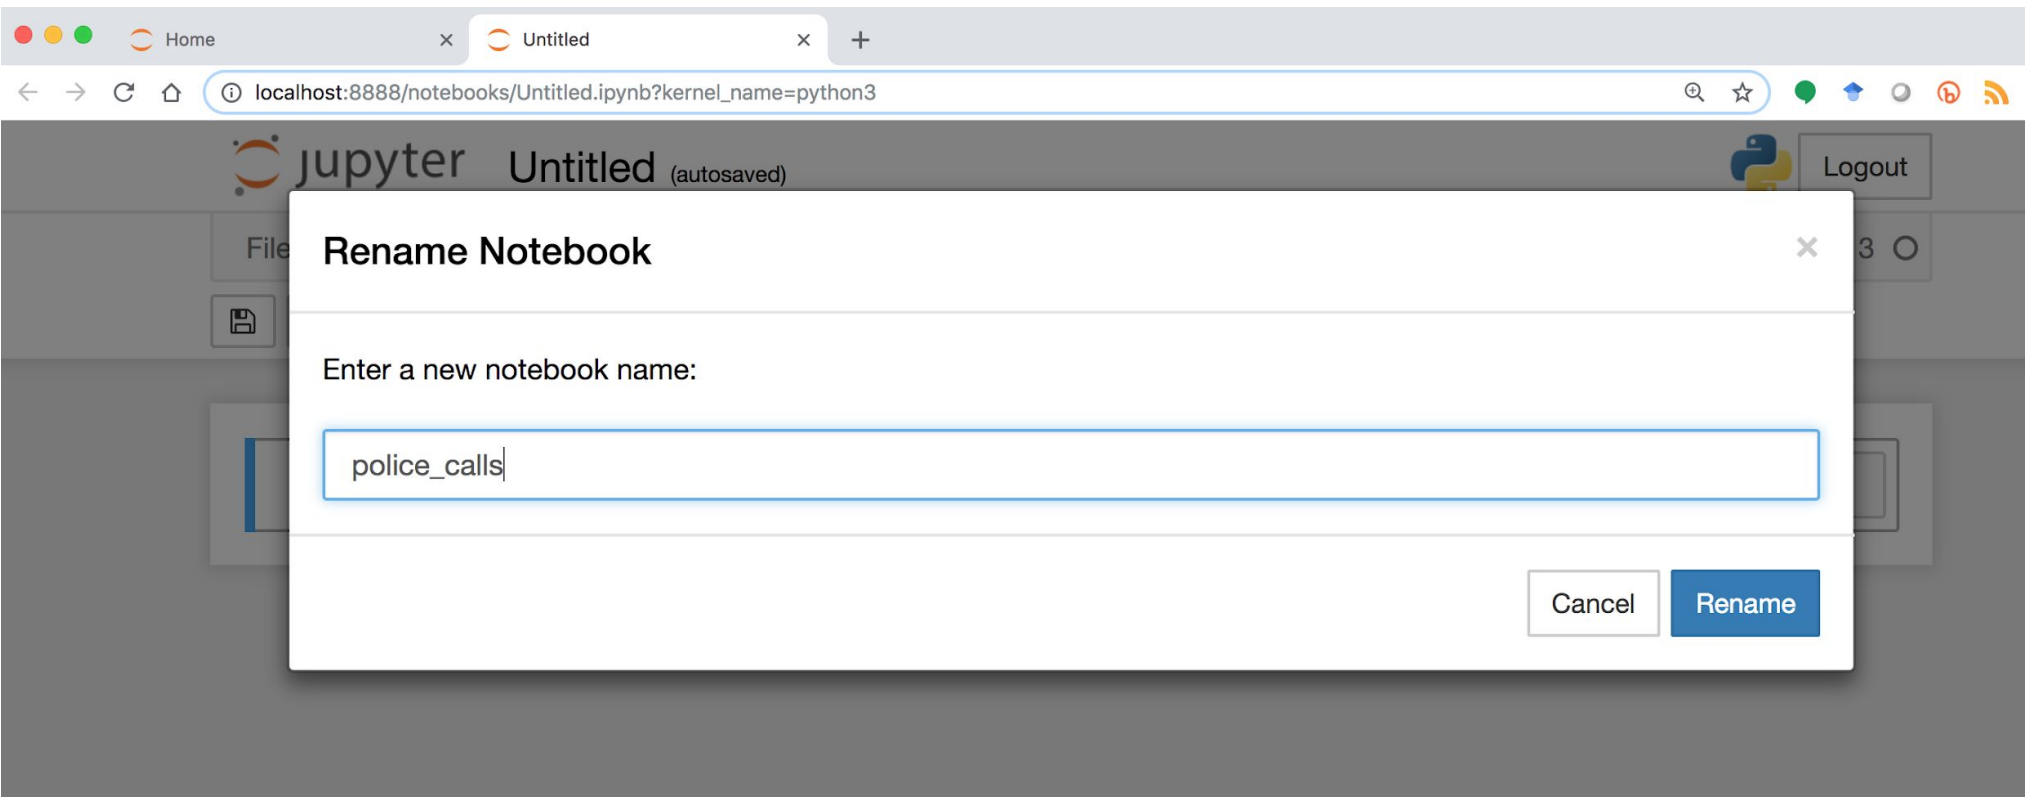 Home
Untitled
localhost:8888/notebooks/Untitled.ipynb?kernel_name=python3
jupyter Untitled (autosaved)
Logout
File
3
Rename Notebook
Enter a new notebook name:
police_calls
Cancel
Rename